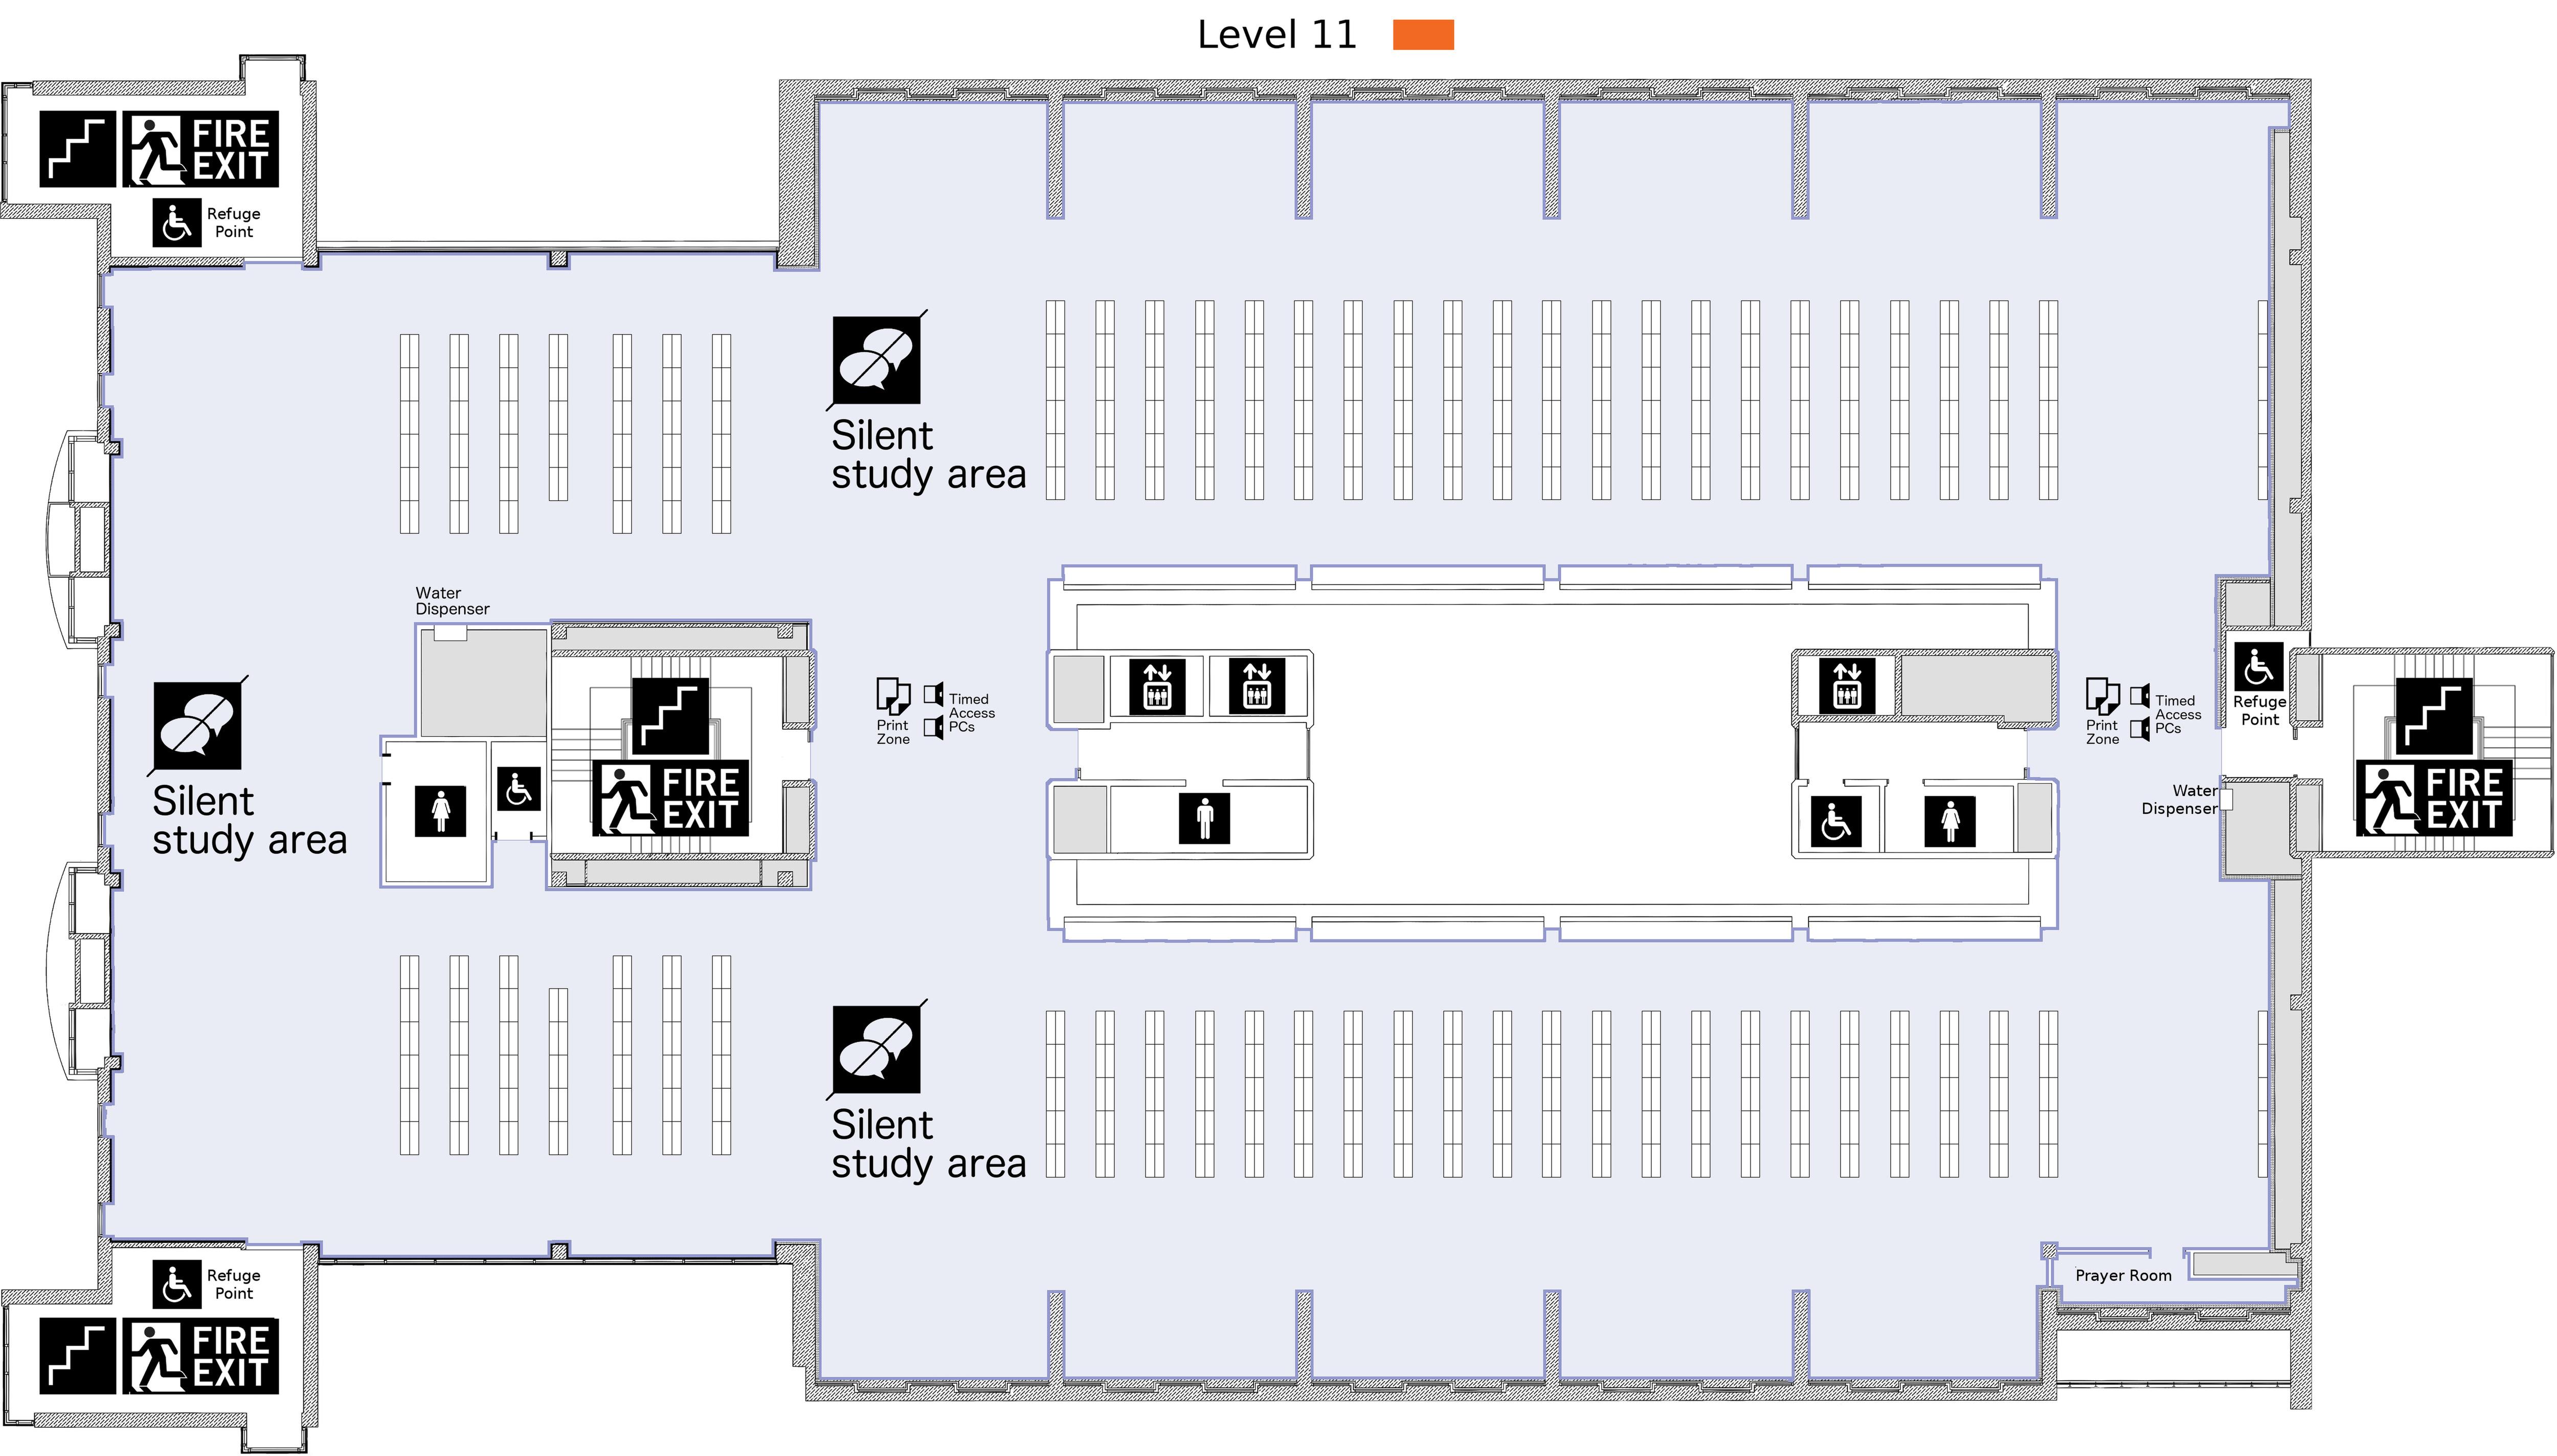 Level 11
FIRE
EXIT
Refuge
Point
Silent
study area
Water
Dispenser
FIRE
EXIT
Silent
study area
Print
Zone
Timed
Access
PCs
Print
Zone
Timed
Access
PCs
Refuge
Point
Water
Dispenser
FIRE
EXIT
Silent
study area
Refuge
Point
FIRE
EXIT
Prayer Room